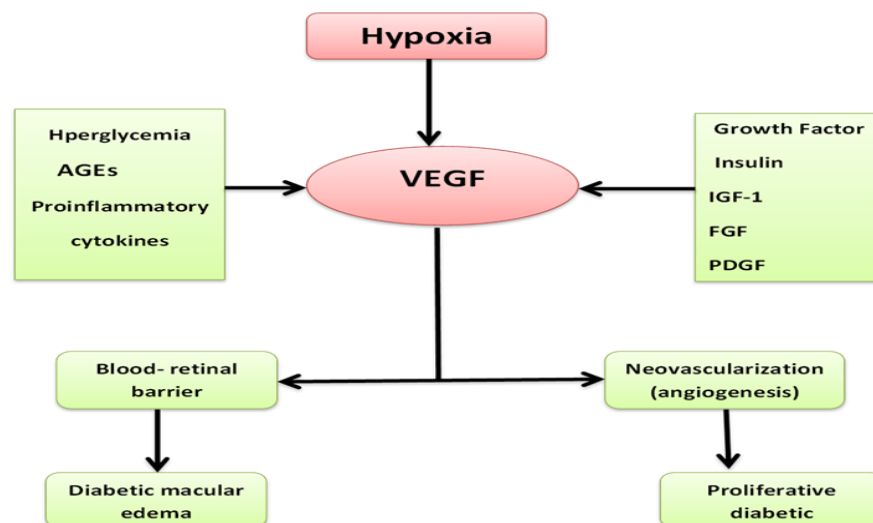 Hypoxia
Hperglycemia
AGEs
Proinflammatory
cytokines
VEGF
Growth Factor
Insulin
IGF-1
FGF
PDGF
Blood- retinal
barrier
Neovascularization
(angiogenesis)
Diabetic macular
edema
Proliferative
diabetic